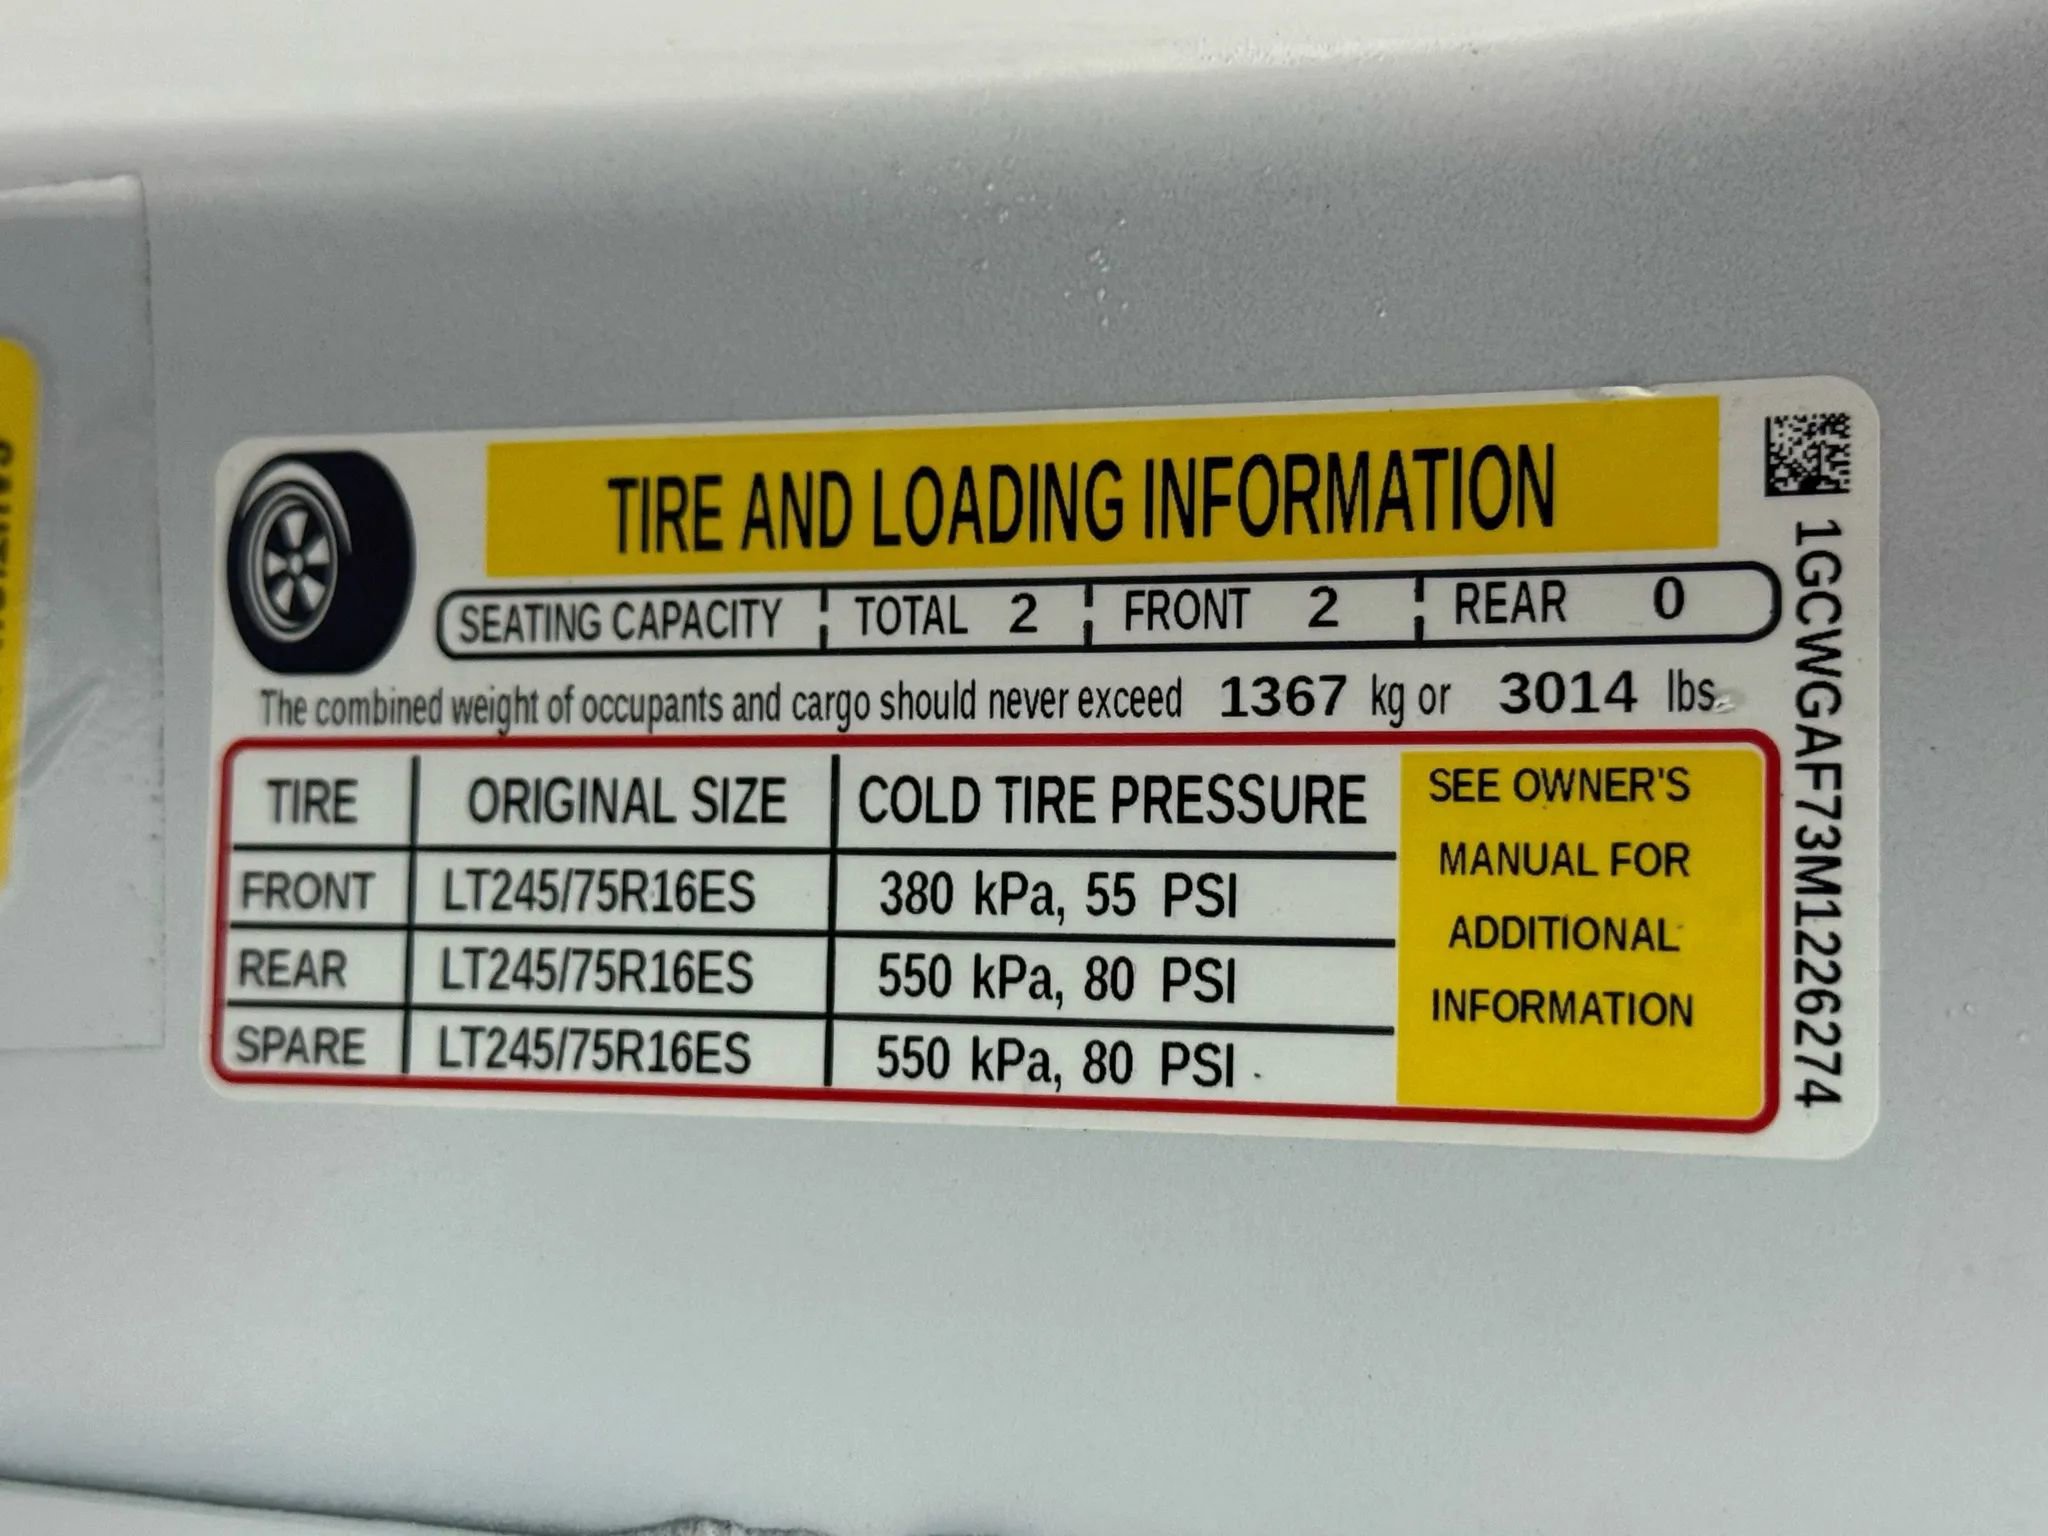 TIRE AND LOADING INFORMATION
SEATING CAPACITY TOTAL 2 FRONT 2 REAR 0
The combined weight of occupants and cargo should never exceed 1367 kg or 3014 lbs.
TIRE ORIGINAL SIZE COLD TIRE PRESSURE
FRONT LT245/75R16ES 380 kPa, 55 PSI
REAR LT245/75R16ES 550 kPa, 80 PSI
SPARE LT245/75R16ES 550 kPa, 80 PSI
SEE OWNER'S
MANUAL FOR
ADDITIONAL
INFORMATION
1GCWGAF73M1226274